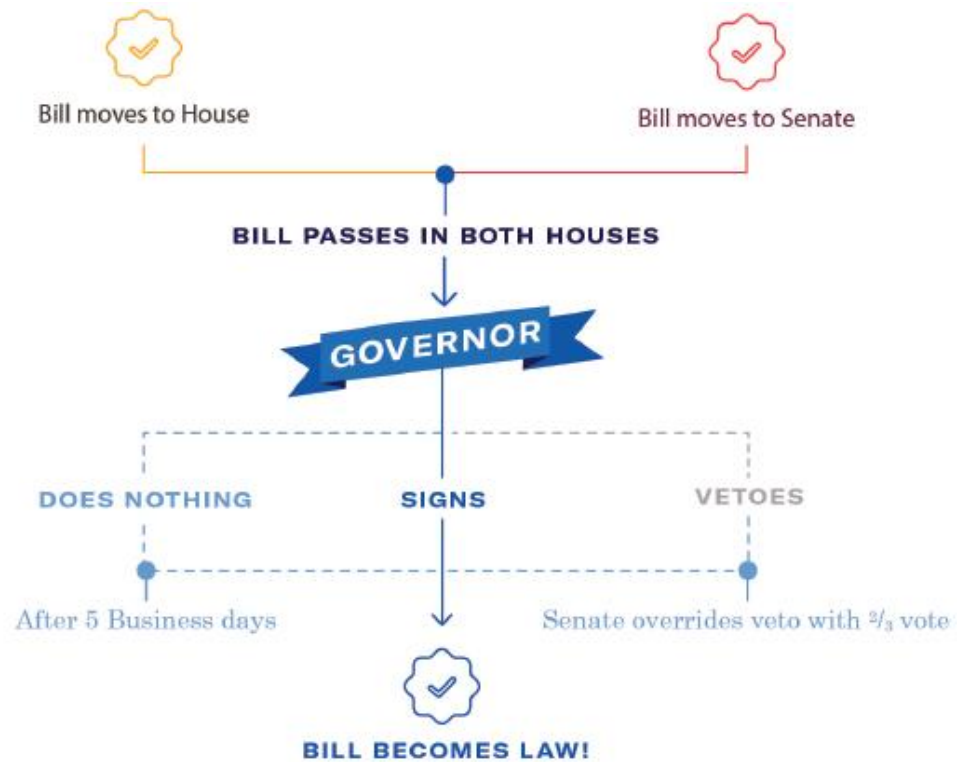 Bill moves to House
Bill moves to Senate
BILL PASSES IN BOTH HOUSES
GOVERNOR
DOES NOTHING
SIGNS
VETOES
After 5 Business days
Senate overrides veto with ²/₃ vote
BILL BECOMES LAW!